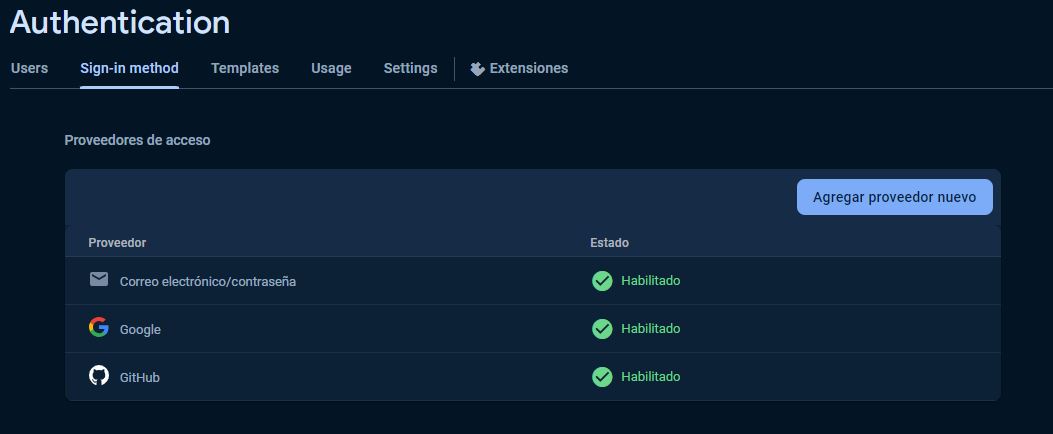 Authentication
Users Sign-in method Templates Usage Settings Extensiones
Proveedores de acceso
Agregar proveedor nuevo
Proveedor Estado
Correo electrónico/contraseña Habilitado
Google Habilitado
GitHub Habilitado